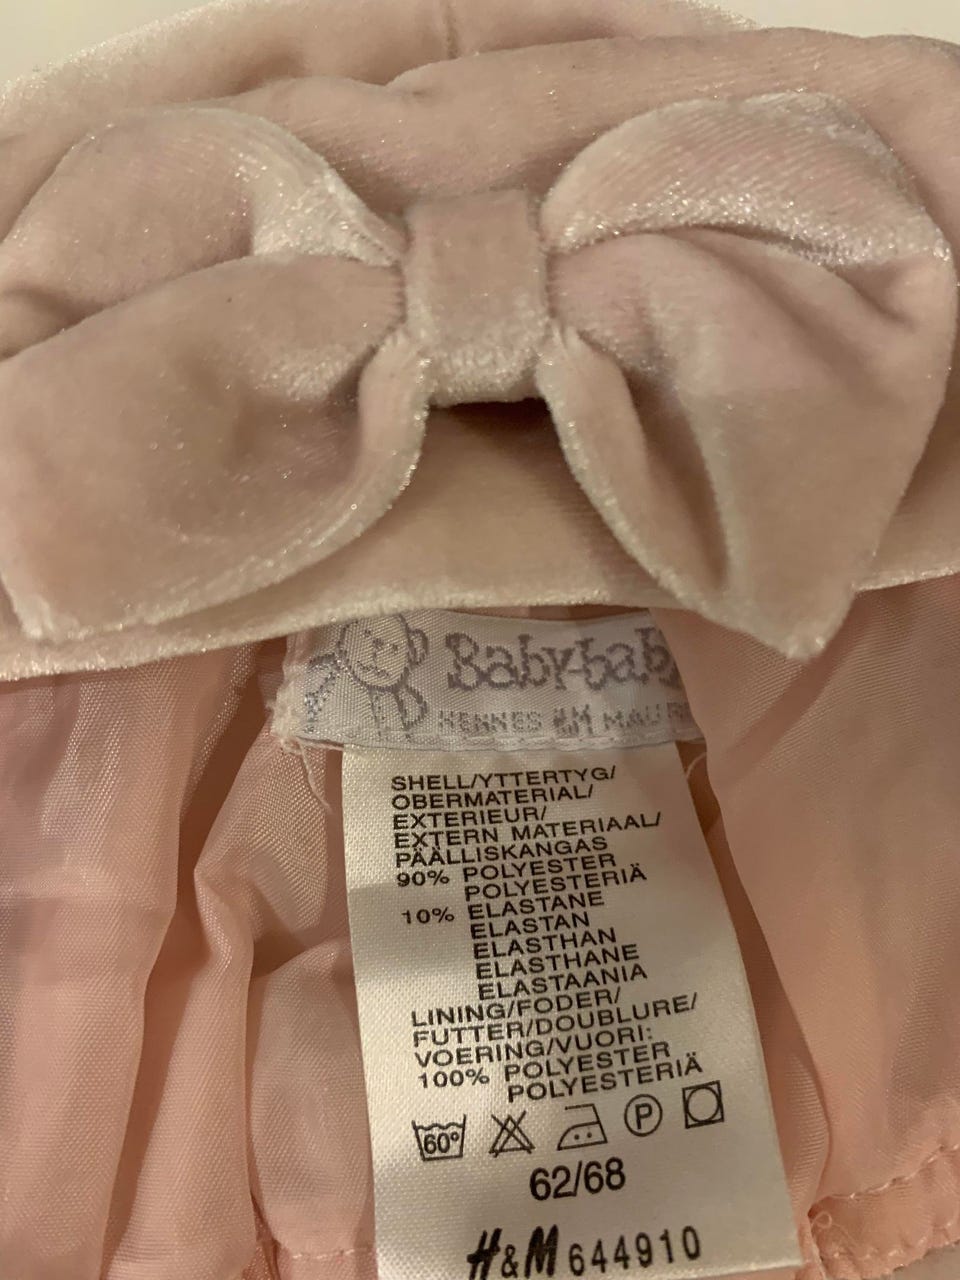 Baby-bab
HENNES &M MAU
SHELL/YTTERTYG/
OBERMATERIAL/
EXTERIEUR/
EXTERN MATERIAAL/
PÄÄLLISKANGAS
90% POLYESTER
POLYESTERIÄ
10% ELASTANE
ELASTAN
ELASTHAN
ELASTHANE
ELASTAANIA
LINING/FODER/
FUTTER/DOUBLURE/
VOERING/VUORI:
100% POLYESTER
POLYESTERIÄ
60° P
62/68
H&M 644910